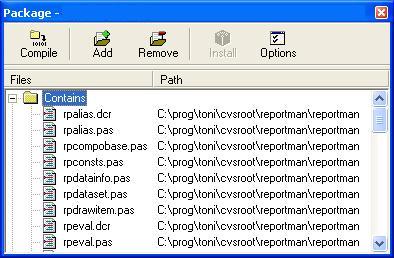 Package -
Compile Add Remove Install Options
Files Path
Contains
rpalias.dcr C:\prog\toni\cvsroot\reportman\reportman
rpalias.pas C:\prog\toni\cvsroot\reportman\reportman
rpcompobase.pas C:\prog\toni\cvsroot\reportman\reportman
rpconsts.pas C:\prog\toni\cvsroot\reportman\reportman
rpdatainfo.pas C:\prog\toni\cvsroot\reportman\reportman
rpdataset.pas C:\prog\toni\cvsroot\reportman\reportman
rpdrawitem.pas C:\prog\toni\cvsroot\reportman\reportman
rpeval.dcr C:\prog\toni\cvsroot\reportman\reportman
rpeval.pas C:\prog\toni\cvsroot\reportman\reportman